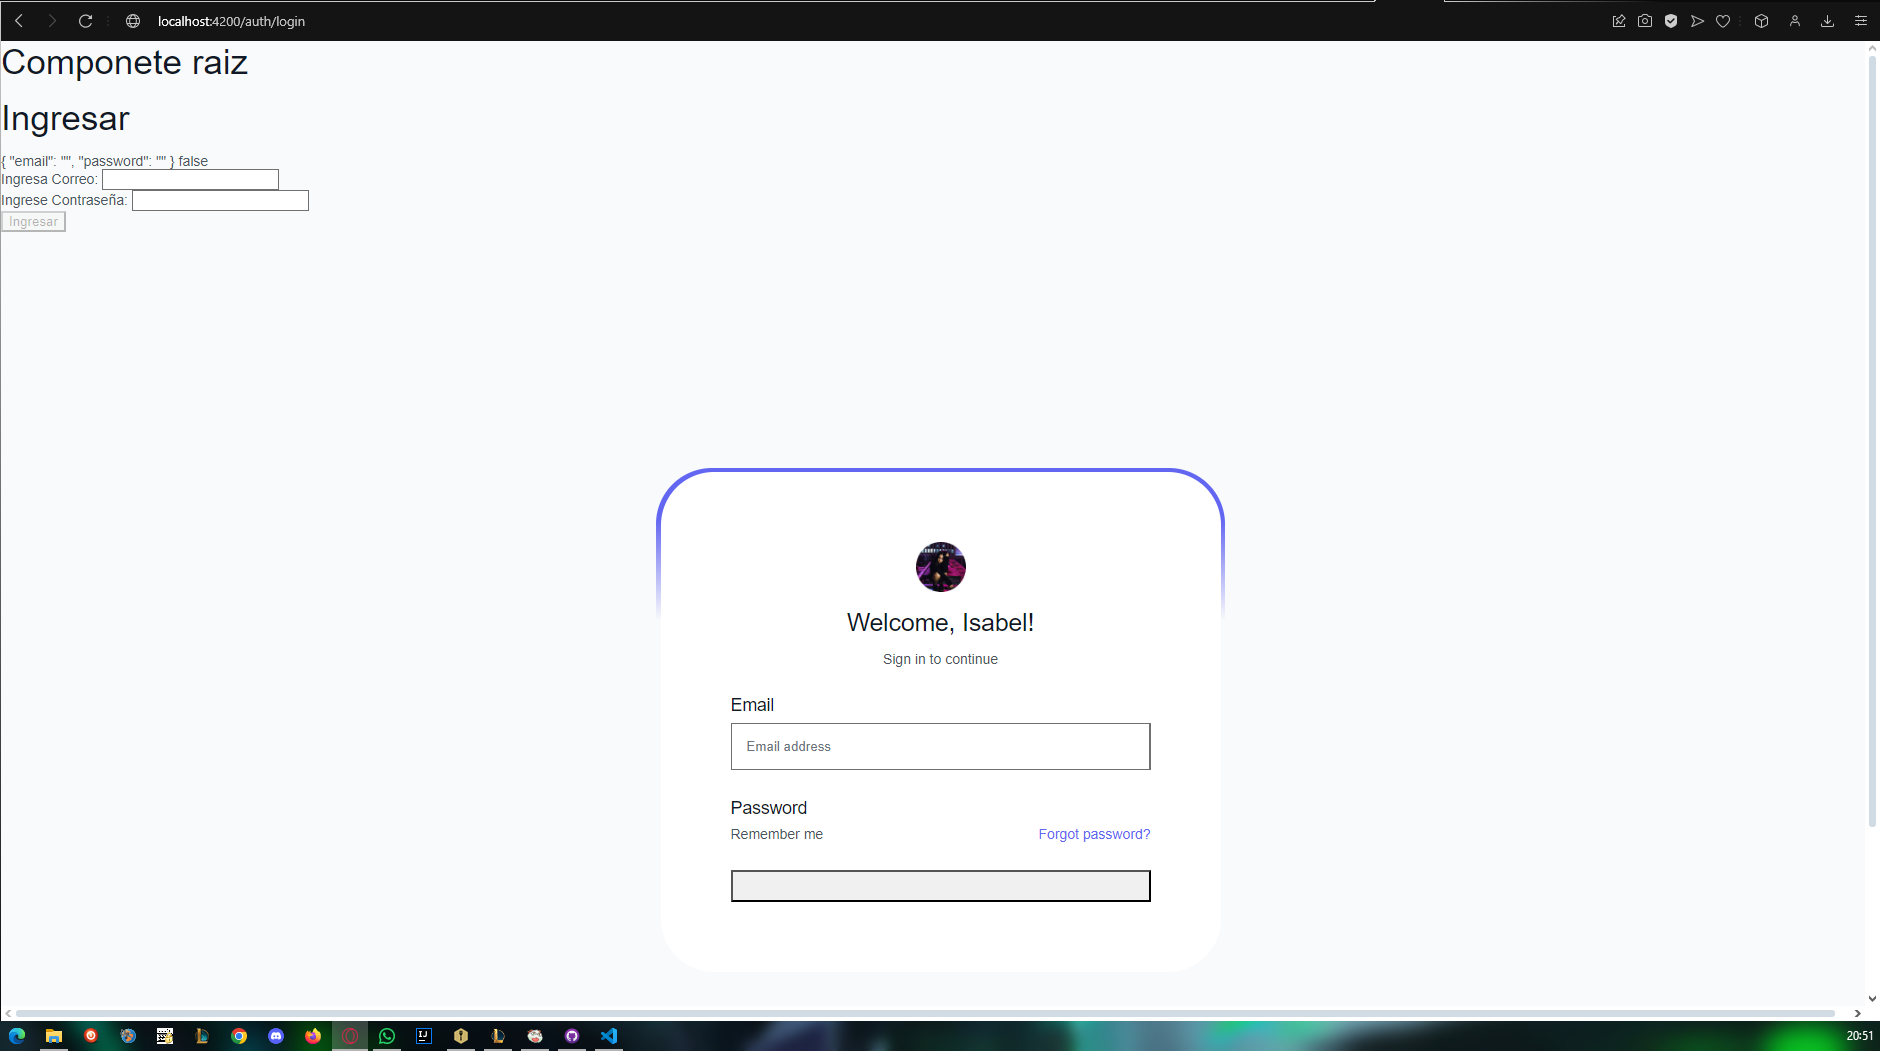 localhost:4200/auth/login
Componete raiz
Ingresar
{ "email": "", "password": "" } false
Ingresa Correo:
Ingrese Contraseña:
Ingresar
Welcome, Isabel!
Sign in to continue
Email
Email address
Password
Remember me Forgot password?
20:51